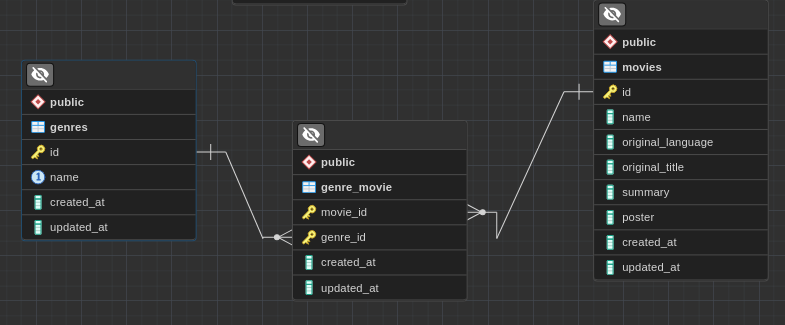 public
genres
id
1 name
created_at
updated_at
public
genre_movie
movie_id
genre_id
created_at
updated_at
public
movies
id
name
original_language
original_title
summary
poster
created_at
updated_at